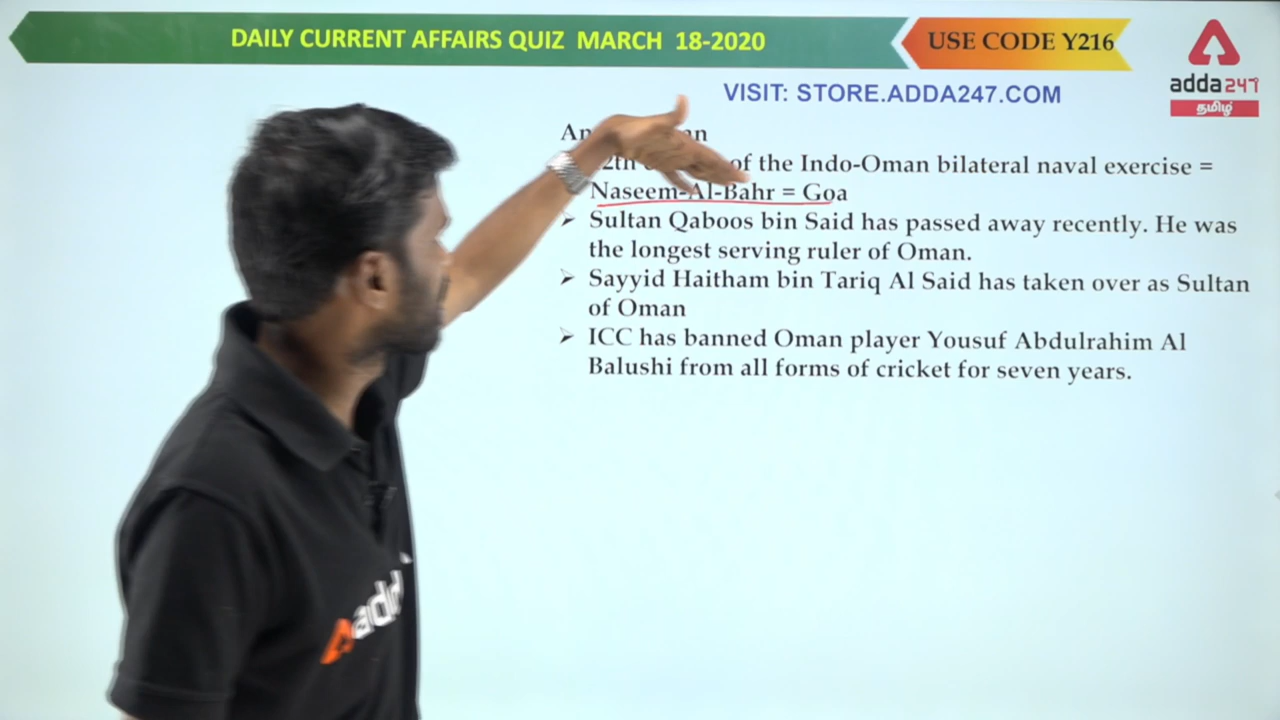 DAILY CURRENT AFFAIRS QUIZ MARCH 18-2020
USE CODE Y216
adda247
தமிழ்
VISIT: STORE.ADDA247.COM
of the Indo-Oman bilateral naval exercise =
Naseem-Al-Bahr = Goa
➢ Sultan Qaboos bin Said has passed away recently. He was
the longest serving ruler of Oman.
➢ Sayyid Haitham bin Tariq Al Said has taken over as Sultan
of Oman
➢ ICC has banned Oman player Yousuf Abdulrahim Al
Balushi from all forms of cricket for seven years.